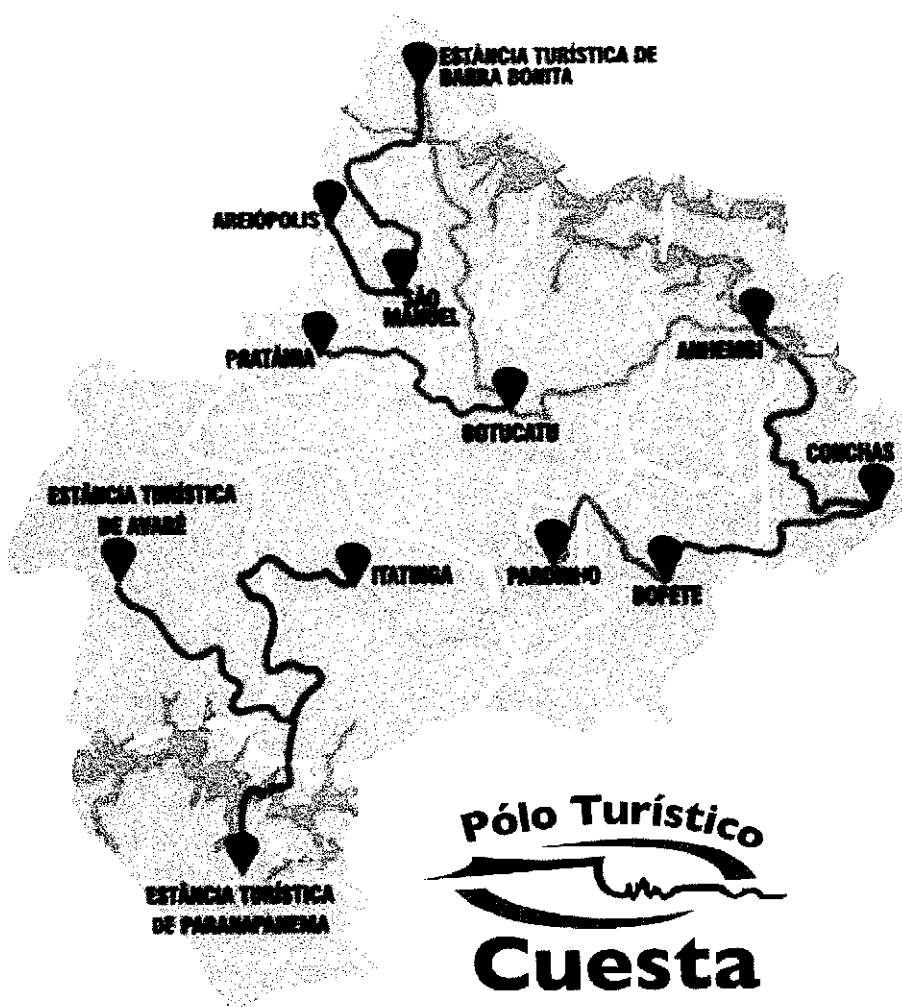 ESTÂNCIA TURÍSTICA DE
BARRA BONITA
AREIÓPOLIS
SÃO
MANUEL
PRATÂNIA
ANHEMBI
BOTUCATU
CONCHAS
ESTÂNCIA TURÍSTICA
DE AVARÉ
ITATINGA
PARDINHO
BOFETE
ESTÂNCIA TURÍSTICA
DE PARANAPANEMA
Pólo Turístico
Cuesta